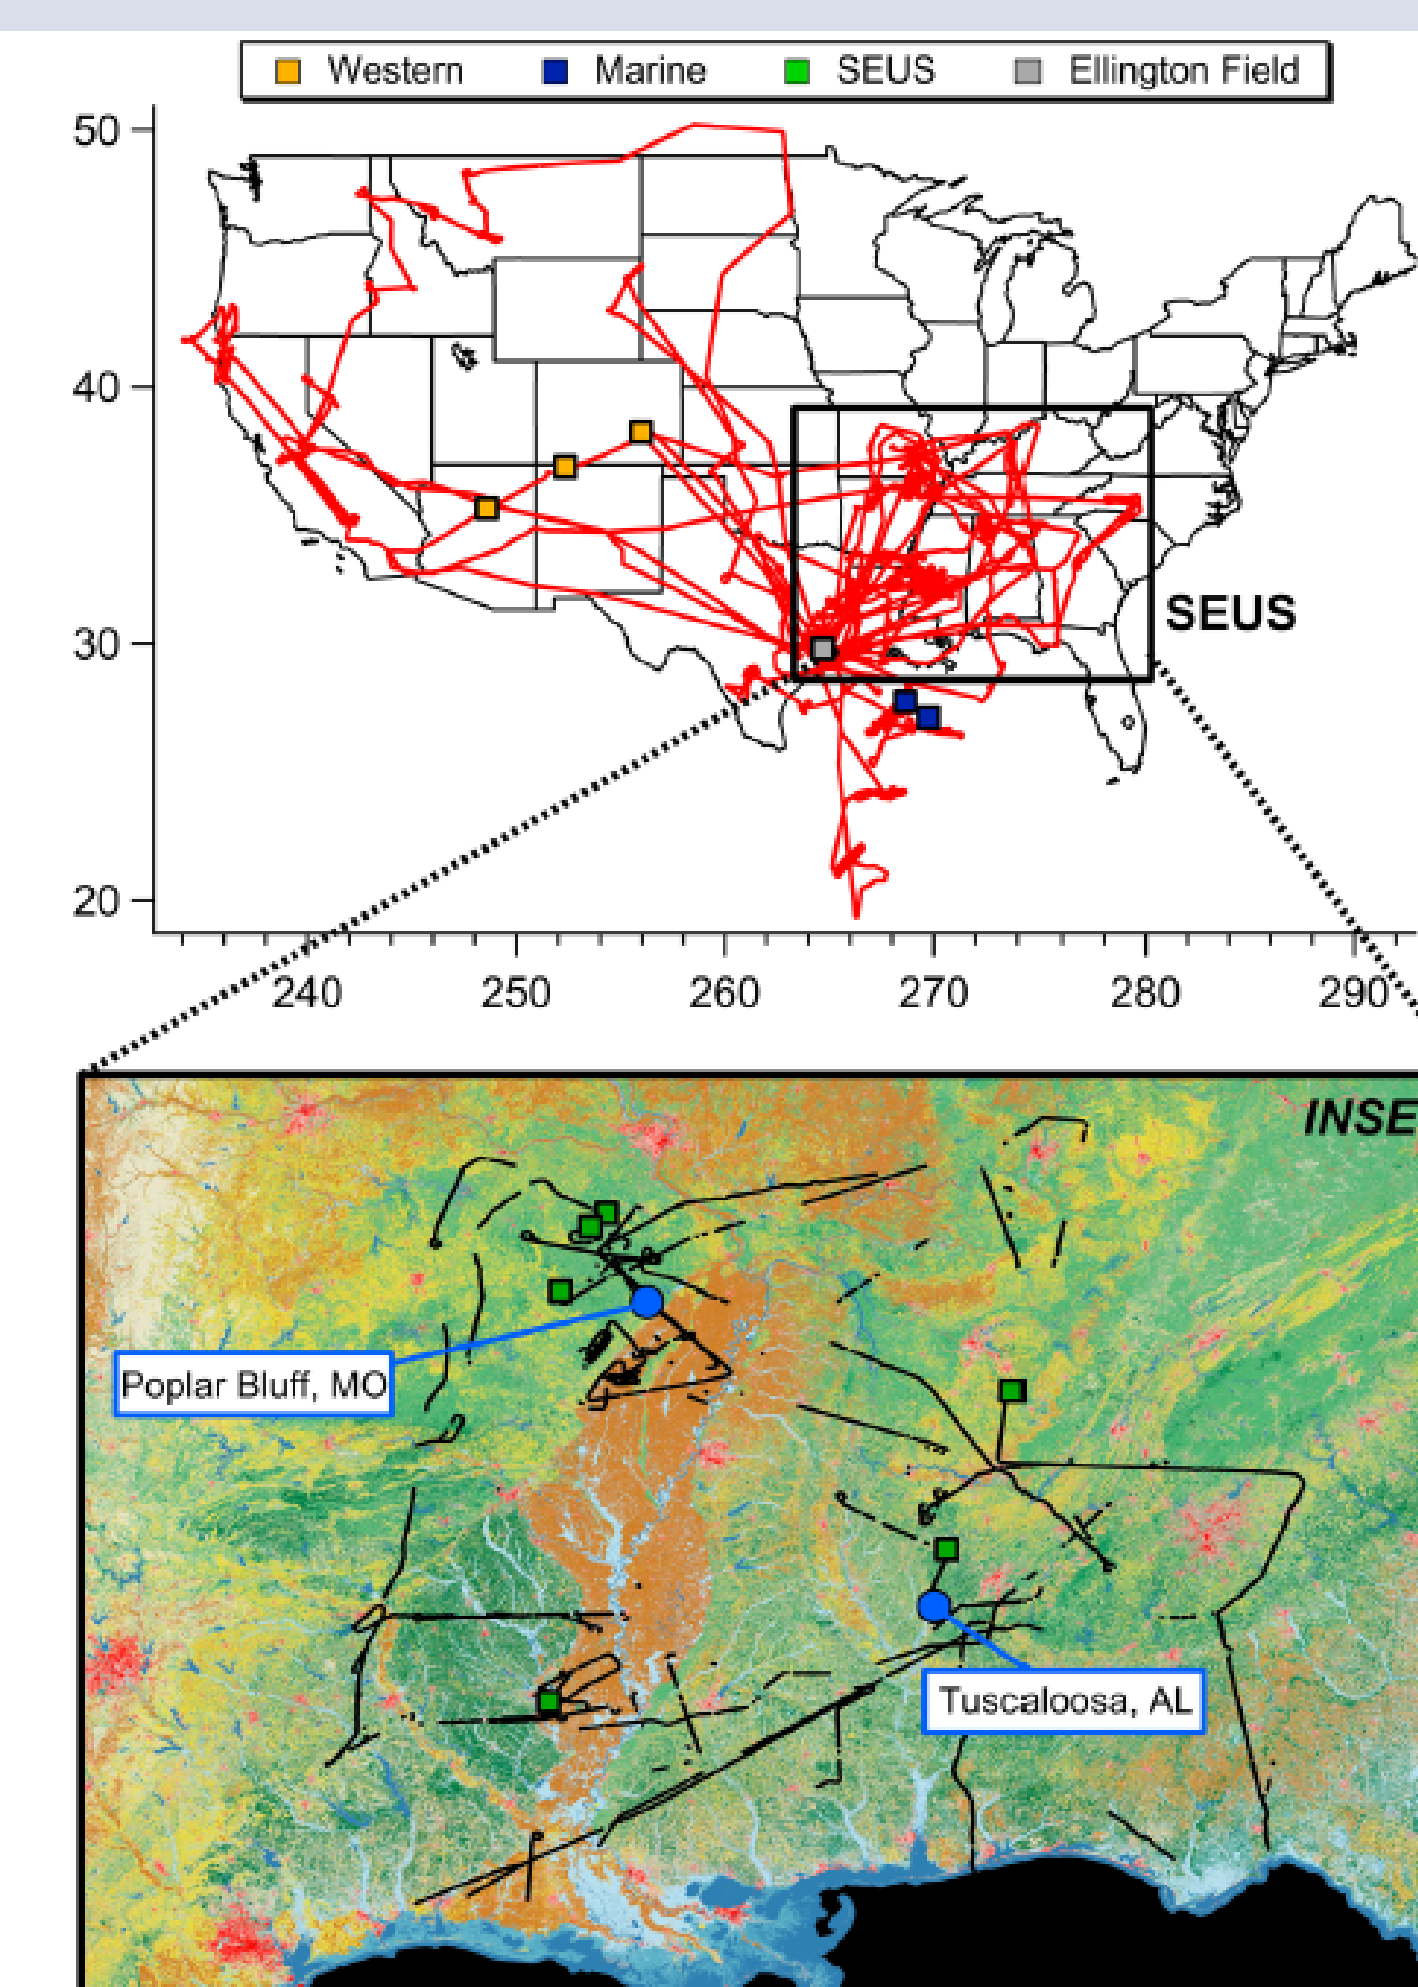 Western Marine SEUS Ellington Field
50
40
30
20
SEUS
240 250 260 270 280 290
INSE
Poplar Bluff, MO
Tuscaloosa, AL